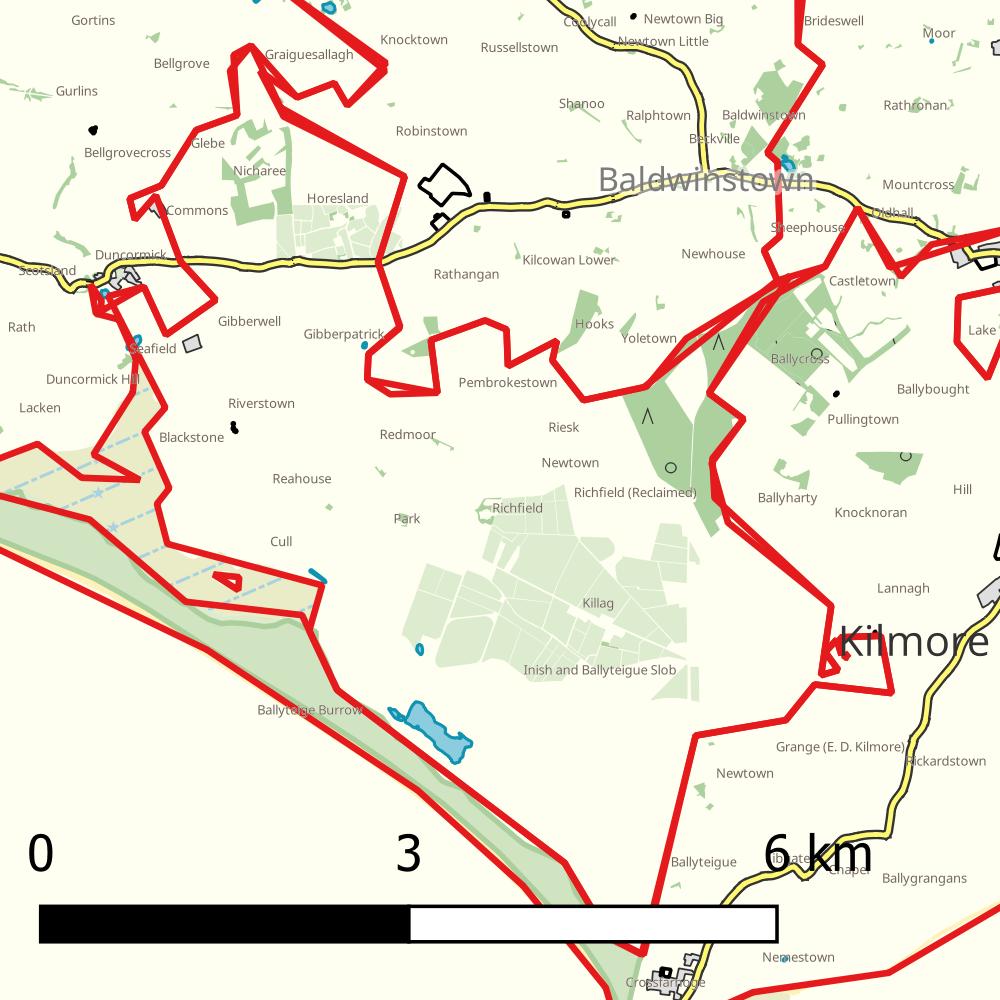 Gortins
Coolycall
Newtown Big
Brideswell
Moor
Knocktown
Newtown Little
Russellstown
Graiguesallagh
Bellgrove
Gurlins
Shanoo
Rathronan
Ralphtown
Baldwinstown
Robinstown
Beckville
Glebe
Bellgrovecross
Nicharee
Baldwinstown
Mountcross
Horesland
Commons
Oldhall
Sheephouse
Duncormick
Newhouse
Kilcowan Lower
Scotsland
Rathangan
Castletown
Gibberwell
Hooks
Rath
Gibberpatrick
Yoletown
Lake
Seafield
Ballycross
Duncormick Hill
Pembrokestown
Ballybought
Riverstown
Lacken
Pullingtown
Riesk
Blackstone
Redmoor
Newtown
Reahouse
Richfield (Reclaimed)
Hill
Ballyharty
Richfield
Knocknoran
Park
Cull
Lannagh
Killag
Kilmore
Inish and Ballyteigue Slob
Ballyteige Burrow
Grange (E. D. Kilmore)
Rickardstown
Newtown
0 3 6 km
Ballyteigue
Chapel
Ballygrangans
Nemestown
Crossfarnoge